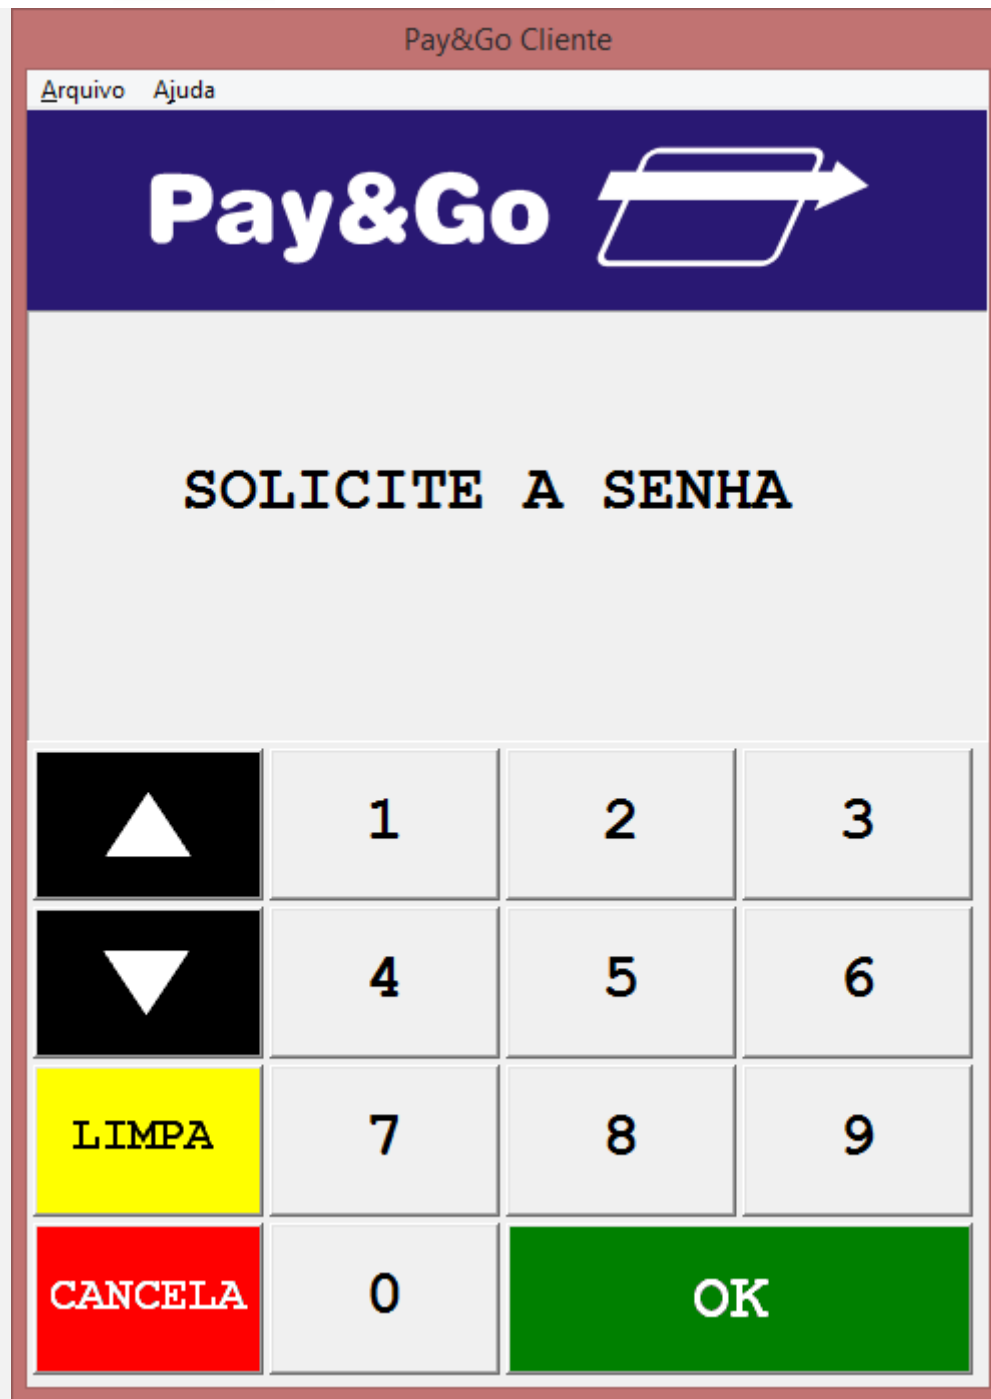 Pay&Go Cliente
Arquivo Ajuda
Pay&Go
SOLICITE A SENHA
1 2 3
4 5 6
LIMPA 7 8 9
CANCELA 0 OK